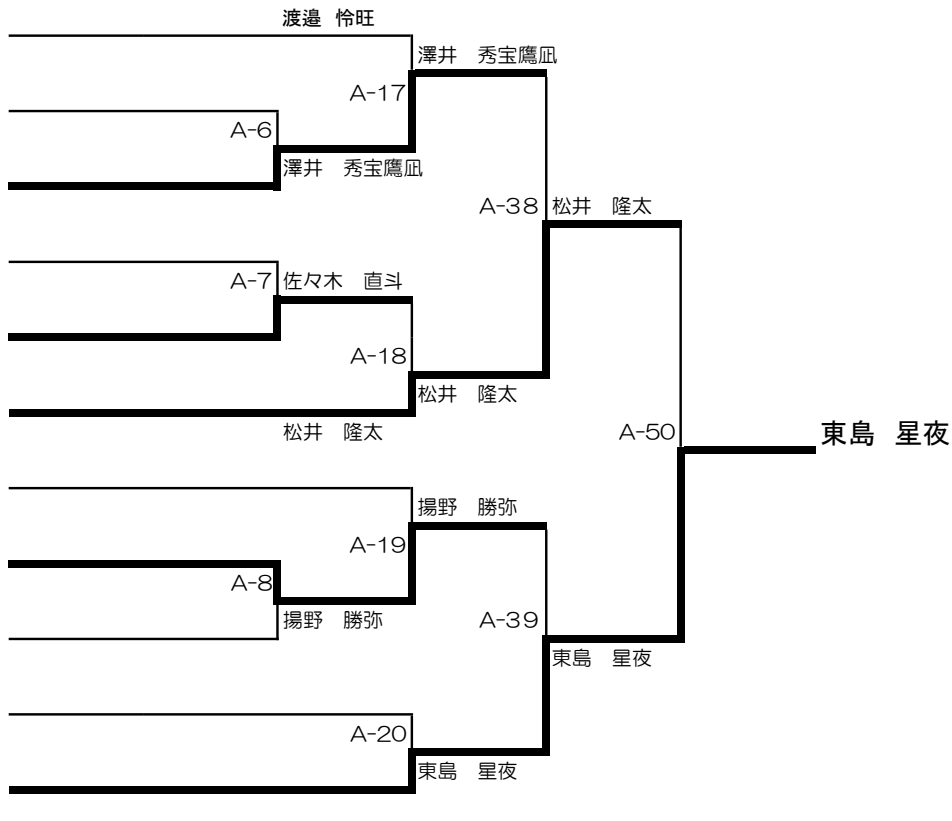 渡邉 怜旺
澤井 秀宝鷹凪
A-17
A-6
澤井 秀宝鷹凪
A-38 松井 隆太
A-7 佐々木 直斗
A-18
松井 隆太
松井 隆太
A-50 東島 星夜
揚野 勝弥
A-19
A-8
揚野 勝弥
A-39
東島 星夜
A-20
東島 星夜